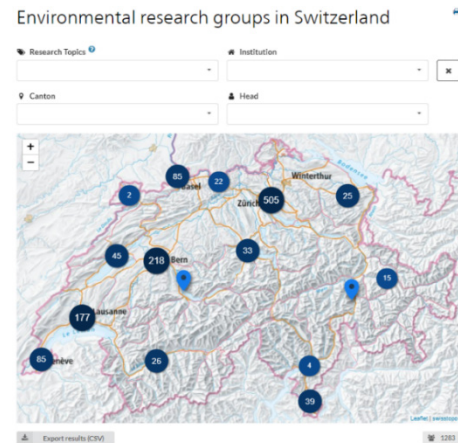 Environmental research groups in Switzerland
Research Topics ?
Institution
Canton
Head
+
−
85
22
Basel
Winterthur
Bodensee
2
Zürich
505
25
45
218
Bern
33
15
177
Lausanne
85
Genève
26
4
39
Leaflet | swisstopo
Export results (CSV)
1283